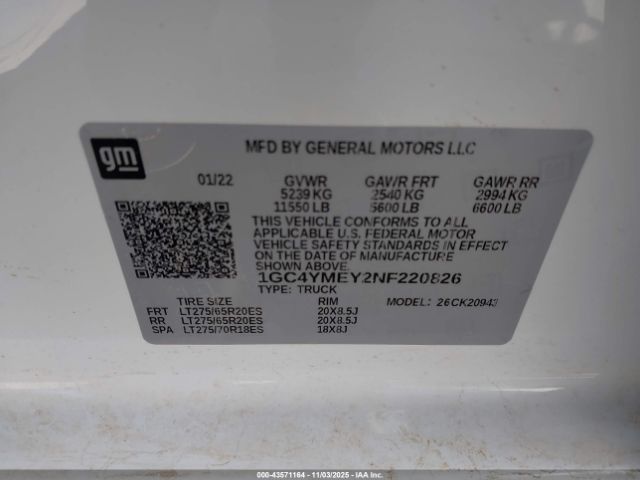 gm
MFD BY GENERAL MOTORS LLC
01/22 GVWR GAWR FRT GAWR RR
5239 KG 2540 KG 2994 KG
11550 LB 5600 LB 6600 LB
THIS VEHICLE CONFORMS TO ALL
APPLICABLE U.S. FEDERAL MOTOR
VEHICLE SAFETY STANDARDS IN EFFECT
ON THE DATE OF MANUFACTURE
SHOWN ABOVE.
1GC4YMEY2NF220826
TYPE: TRUCK
TIRE SIZE RIM MODEL: 26CK20943
FRT LT275/65R20ES 20X8.5J
RR LT275/65R20ES 20X8.5J
SPA LT275/70R18ES 18X8J
000-43571164 - 11/03/2025 - IAAI.COM